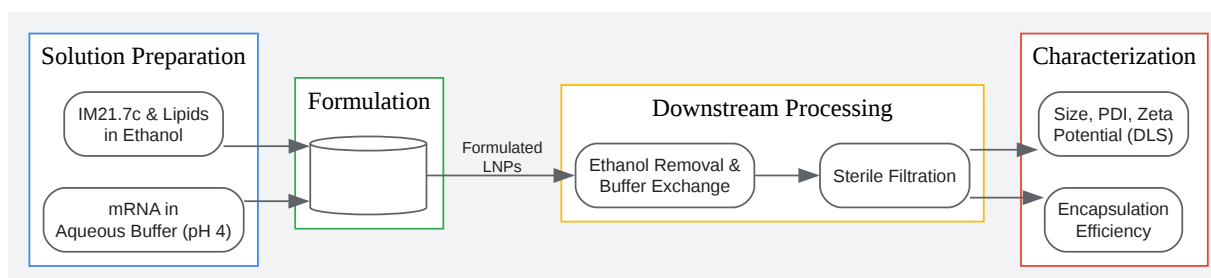 Solution Preparation
IM21.7c & Lipids
in Ethanol
mRNA in
Aqueous Buffer (pH 4)
Formulation
Formulated
LNPs
Downstream Processing
Ethanol Removal &
Buffer Exchange
Sterile Filtration
Characterization
Size, PDI, Zeta
Potential (DLS)
Encapsulation
Efficiency